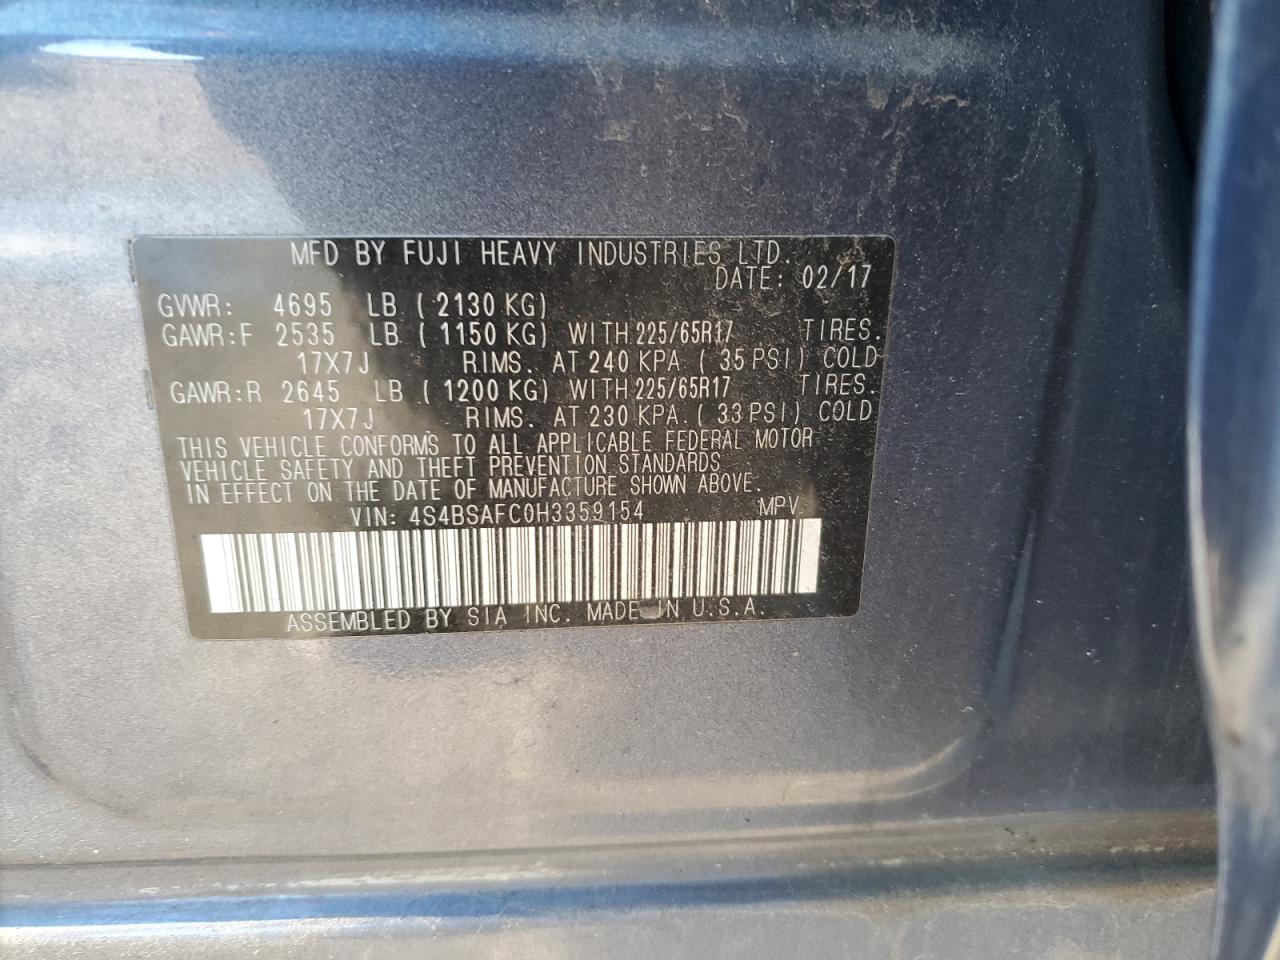 MFD BY FUJI HEAVY INDUSTRIES LTD.
DATE: 02/17
GVWR: 4695 LB ( 2130 KG)
GAWR:F 2535 LB ( 1150 KG) WITH 225/65R17 TIRES.
17X7J RIMS. AT 240 KPA ( 35 PSI) COLD
GAWR:R 2645 LB ( 1200 KG) WITH 225/65R17 TIRES.
17X7J RIMS. AT 230 KPA ( 33 PSI) COLD
THIS VEHICLE CONFORMS TO ALL APPLICABLE FEDERAL MOTOR
VEHICLE SAFETY AND THEFT PREVENTION STANDARDS
IN EFFECT ON THE DATE OF MANUFACTURE SHOWN ABOVE.
VIN: 4S4BSAFC0H3359154 MPV
ASSEMBLED BY SIA INC. MADE IN U.S.A.